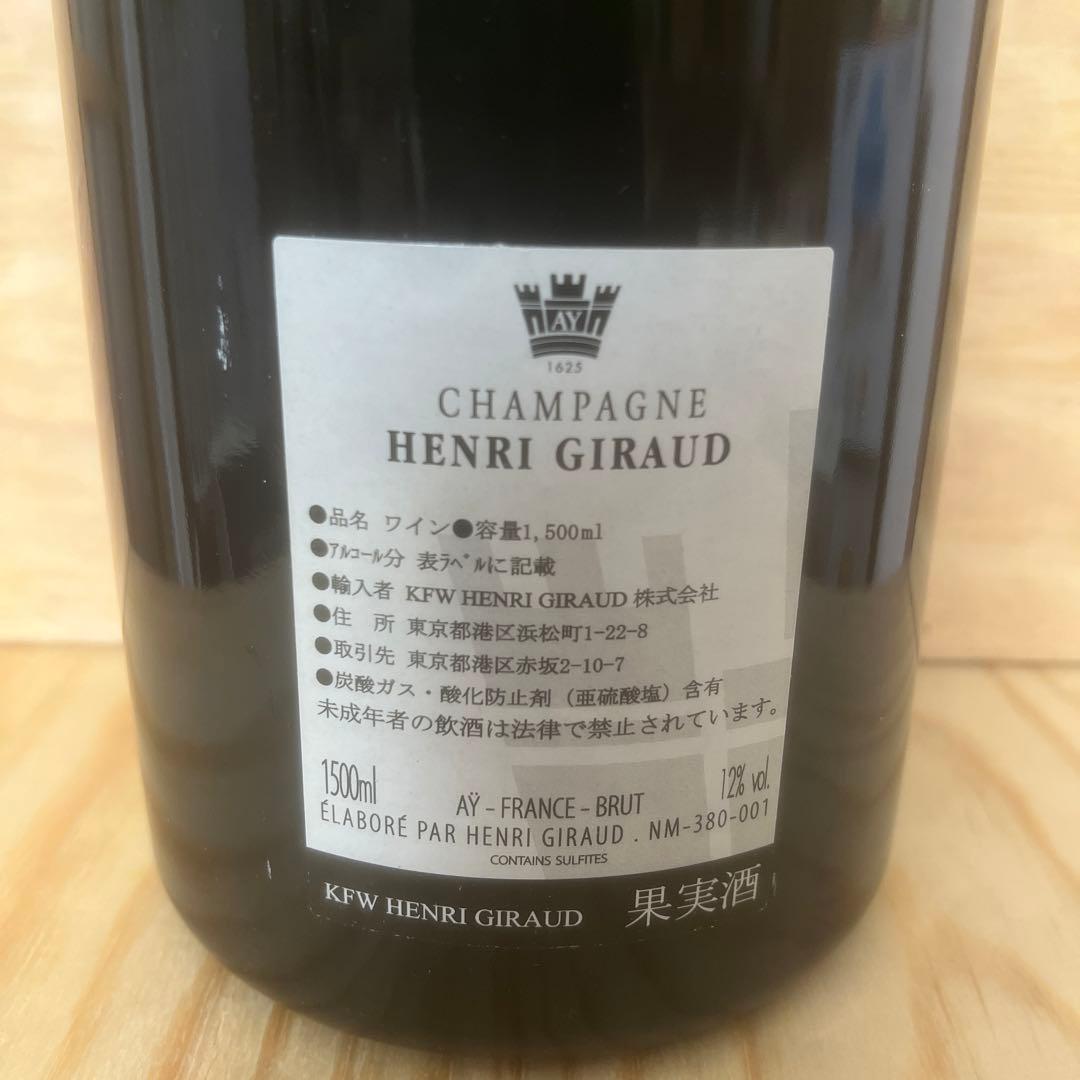 AŸ
1625
CHAMPAGNE
HENRI GIRAUD
●品名 ワイン●容量1,500ml
●ｱﾙｺｰﾙ分 表ﾗﾍﾞﾙに記載
●輸入者 KFW HENRI GIRAUD 株式会社
●住 所 東京都港区浜松町1-22-8
●取引先 東京都港区赤坂2-10-7
●炭酸ガス・酸化防止剤（亜硫酸塩）含有
未成年者の飲酒は法律で禁止されています。
1500ml AŸ – FRANCE – BRUT 12% vol.
ÉLABORÉ PAR HENRI GIRAUD . NM-380-001
CONTAINS SULFITES
KFW HENRI GIRAUD 果実酒